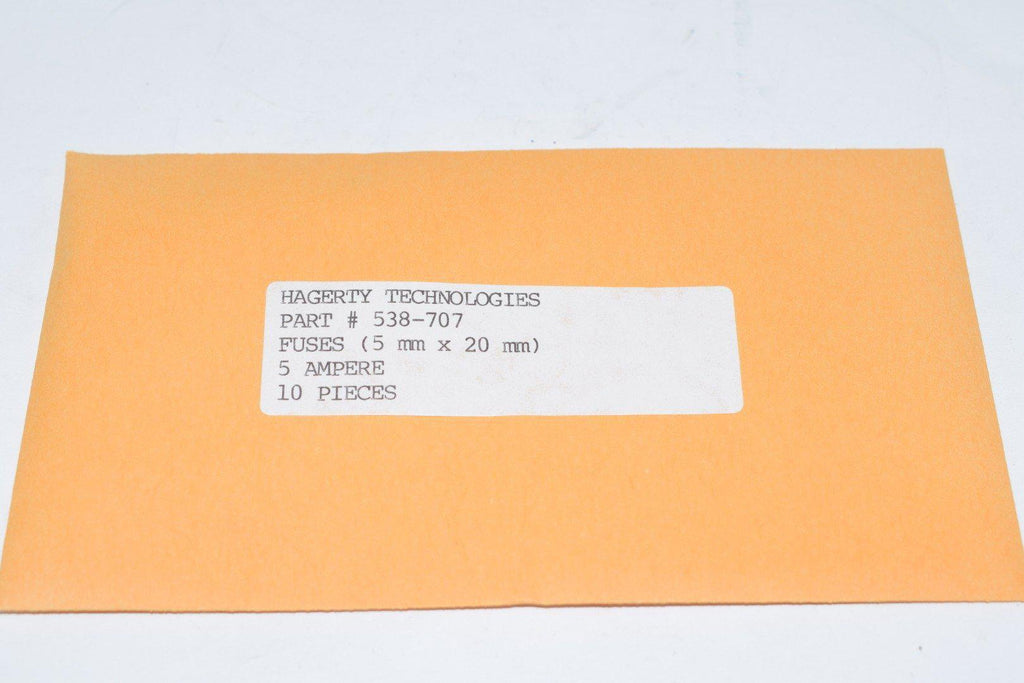 HAGERTY TECHNOLOGIES
PART # 538-707
FUSES (5 mm x 20 mm)
5 AMPERE
10 PIECES